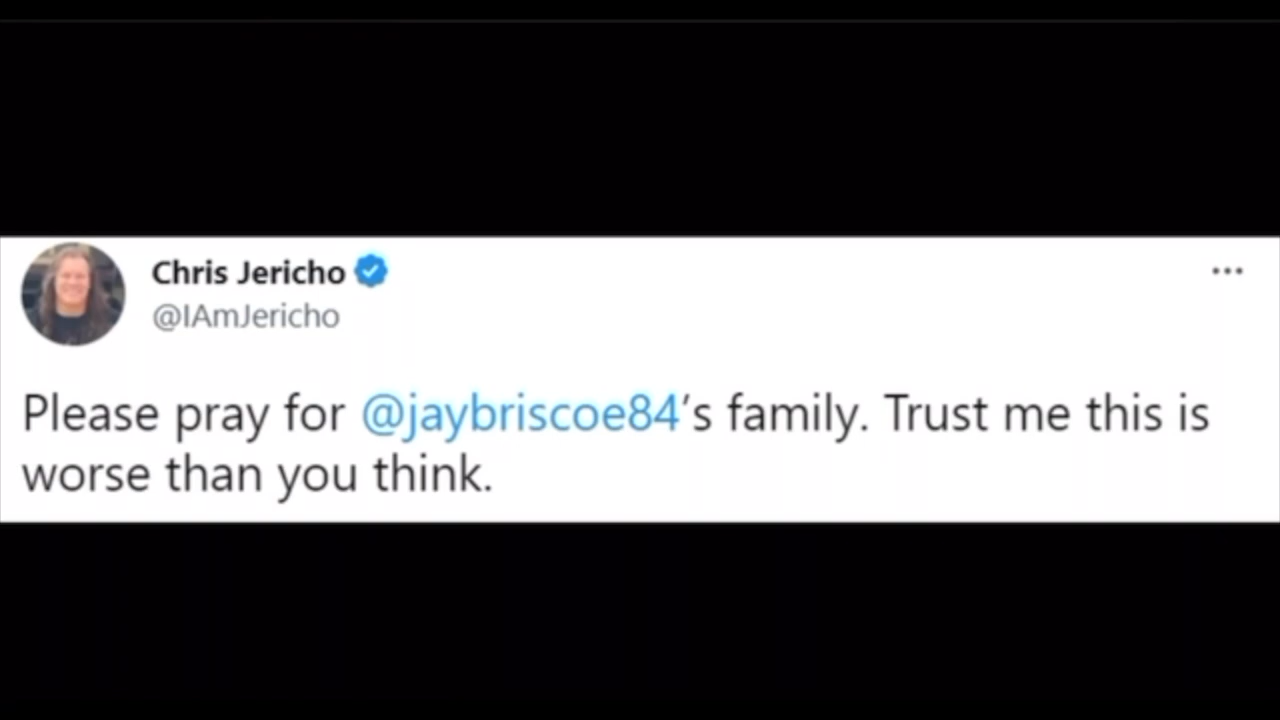 Chris Jericho
@IAmJericho
Please pray for @jaybriscoe84's family. Trust me this is
worse than you think.